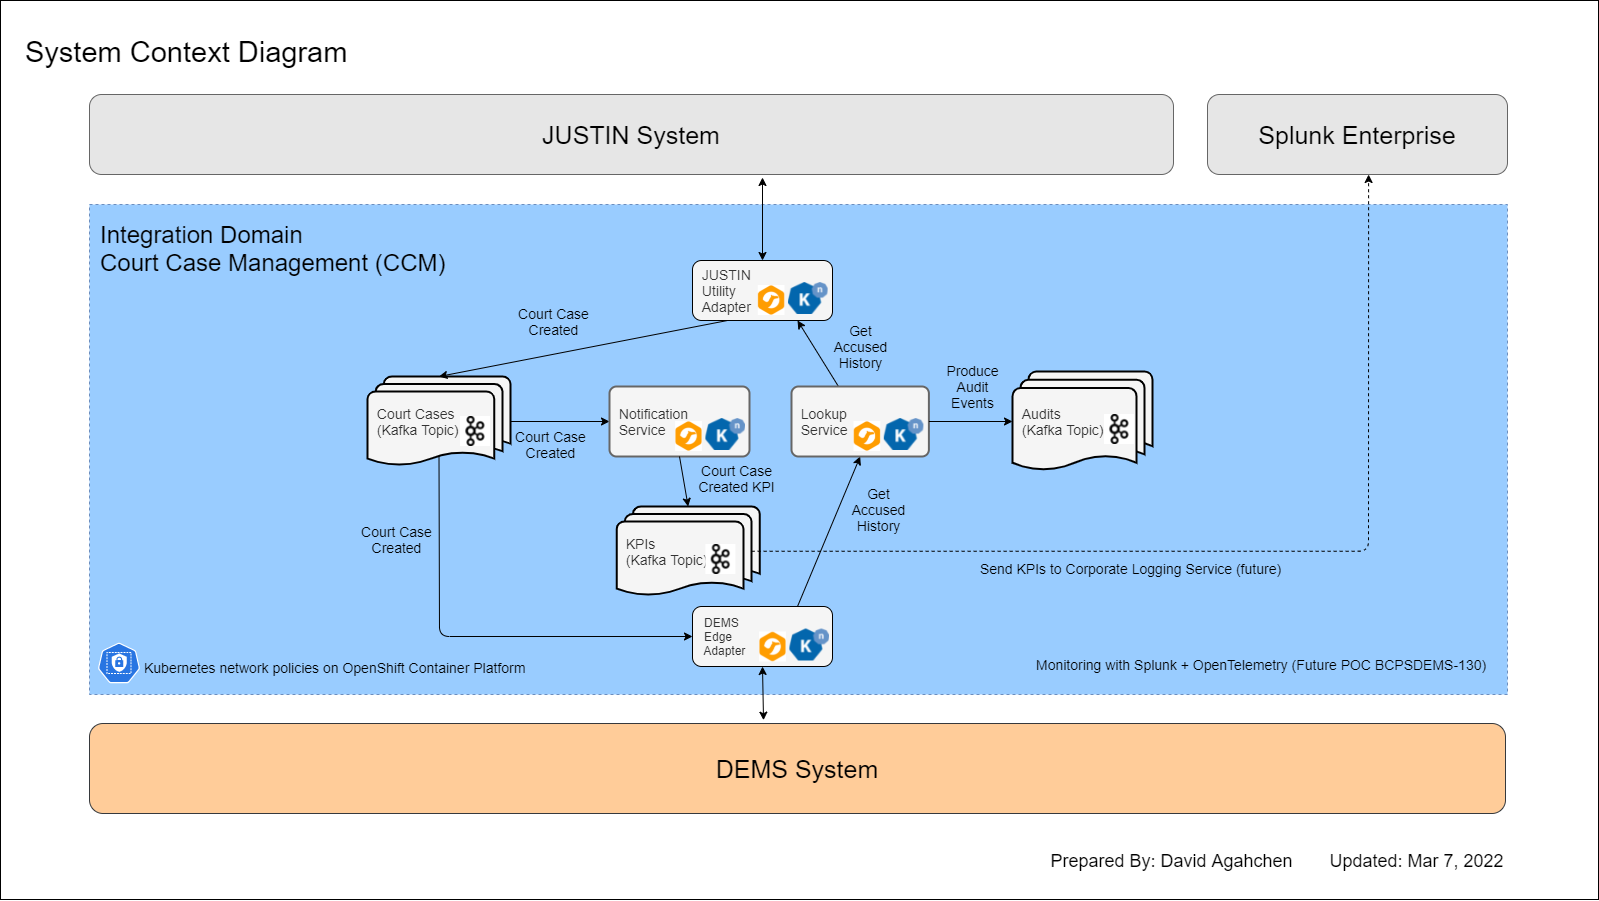 System Context Diagram
JUSTIN System
Splunk Enterprise
Integration Domain
Court Case Management (CCM)
JUSTIN
Utility
Adapter
n
K
Court Case
Created
Get
Accused
History
Produce
Audit
Events
Court Cases
(Kafka Topic)
Notification
Service
n
K
Lookup
Service
n
K
Audits
(Kafka Topic)
Court Case
Created
Court Case
Created KPI
Get
Accused
History
Court Case
Created
KPIs
(Kafka Topic)
Send KPIs to Corporate Logging Service (future)
DEMS
Edge
Adapter
n
K
Kubernetes network policies on OpenShift Container Platform
Monitoring with Splunk + OpenTelemetry (Future POC BCPSDEMS-130)
DEMS System
Prepared By: David Agahchen
Updated: Mar 7, 2022